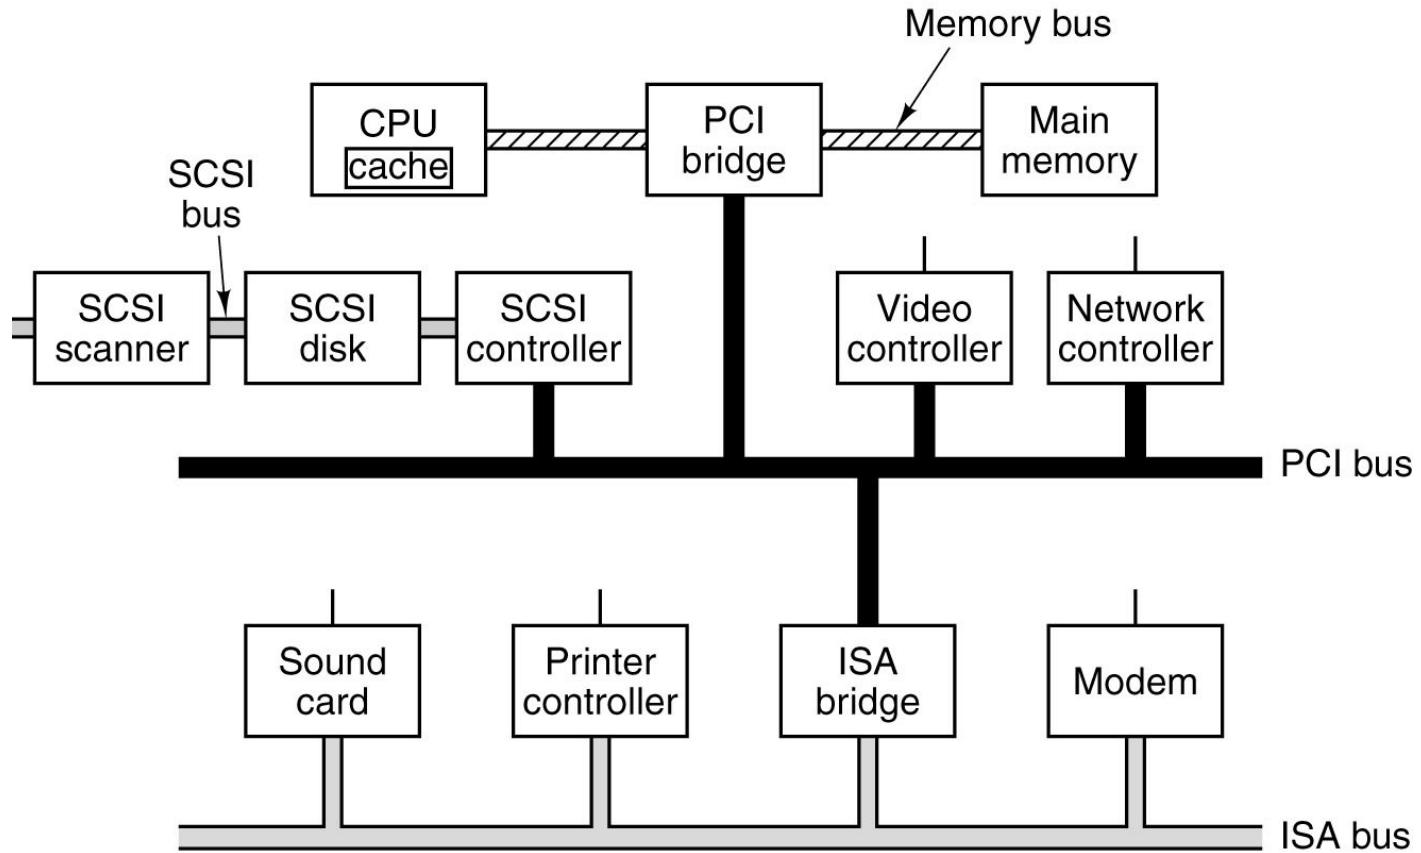 Memory bus
CPU
cache
PCI
bridge
Main
memory
SCSI
bus
SCSI
scanner
SCSI
disk
SCSI
controller
Video
controller
Network
controller
PCI bus
Sound
card
Printer
controller
ISA
bridge
Modem
ISA bus